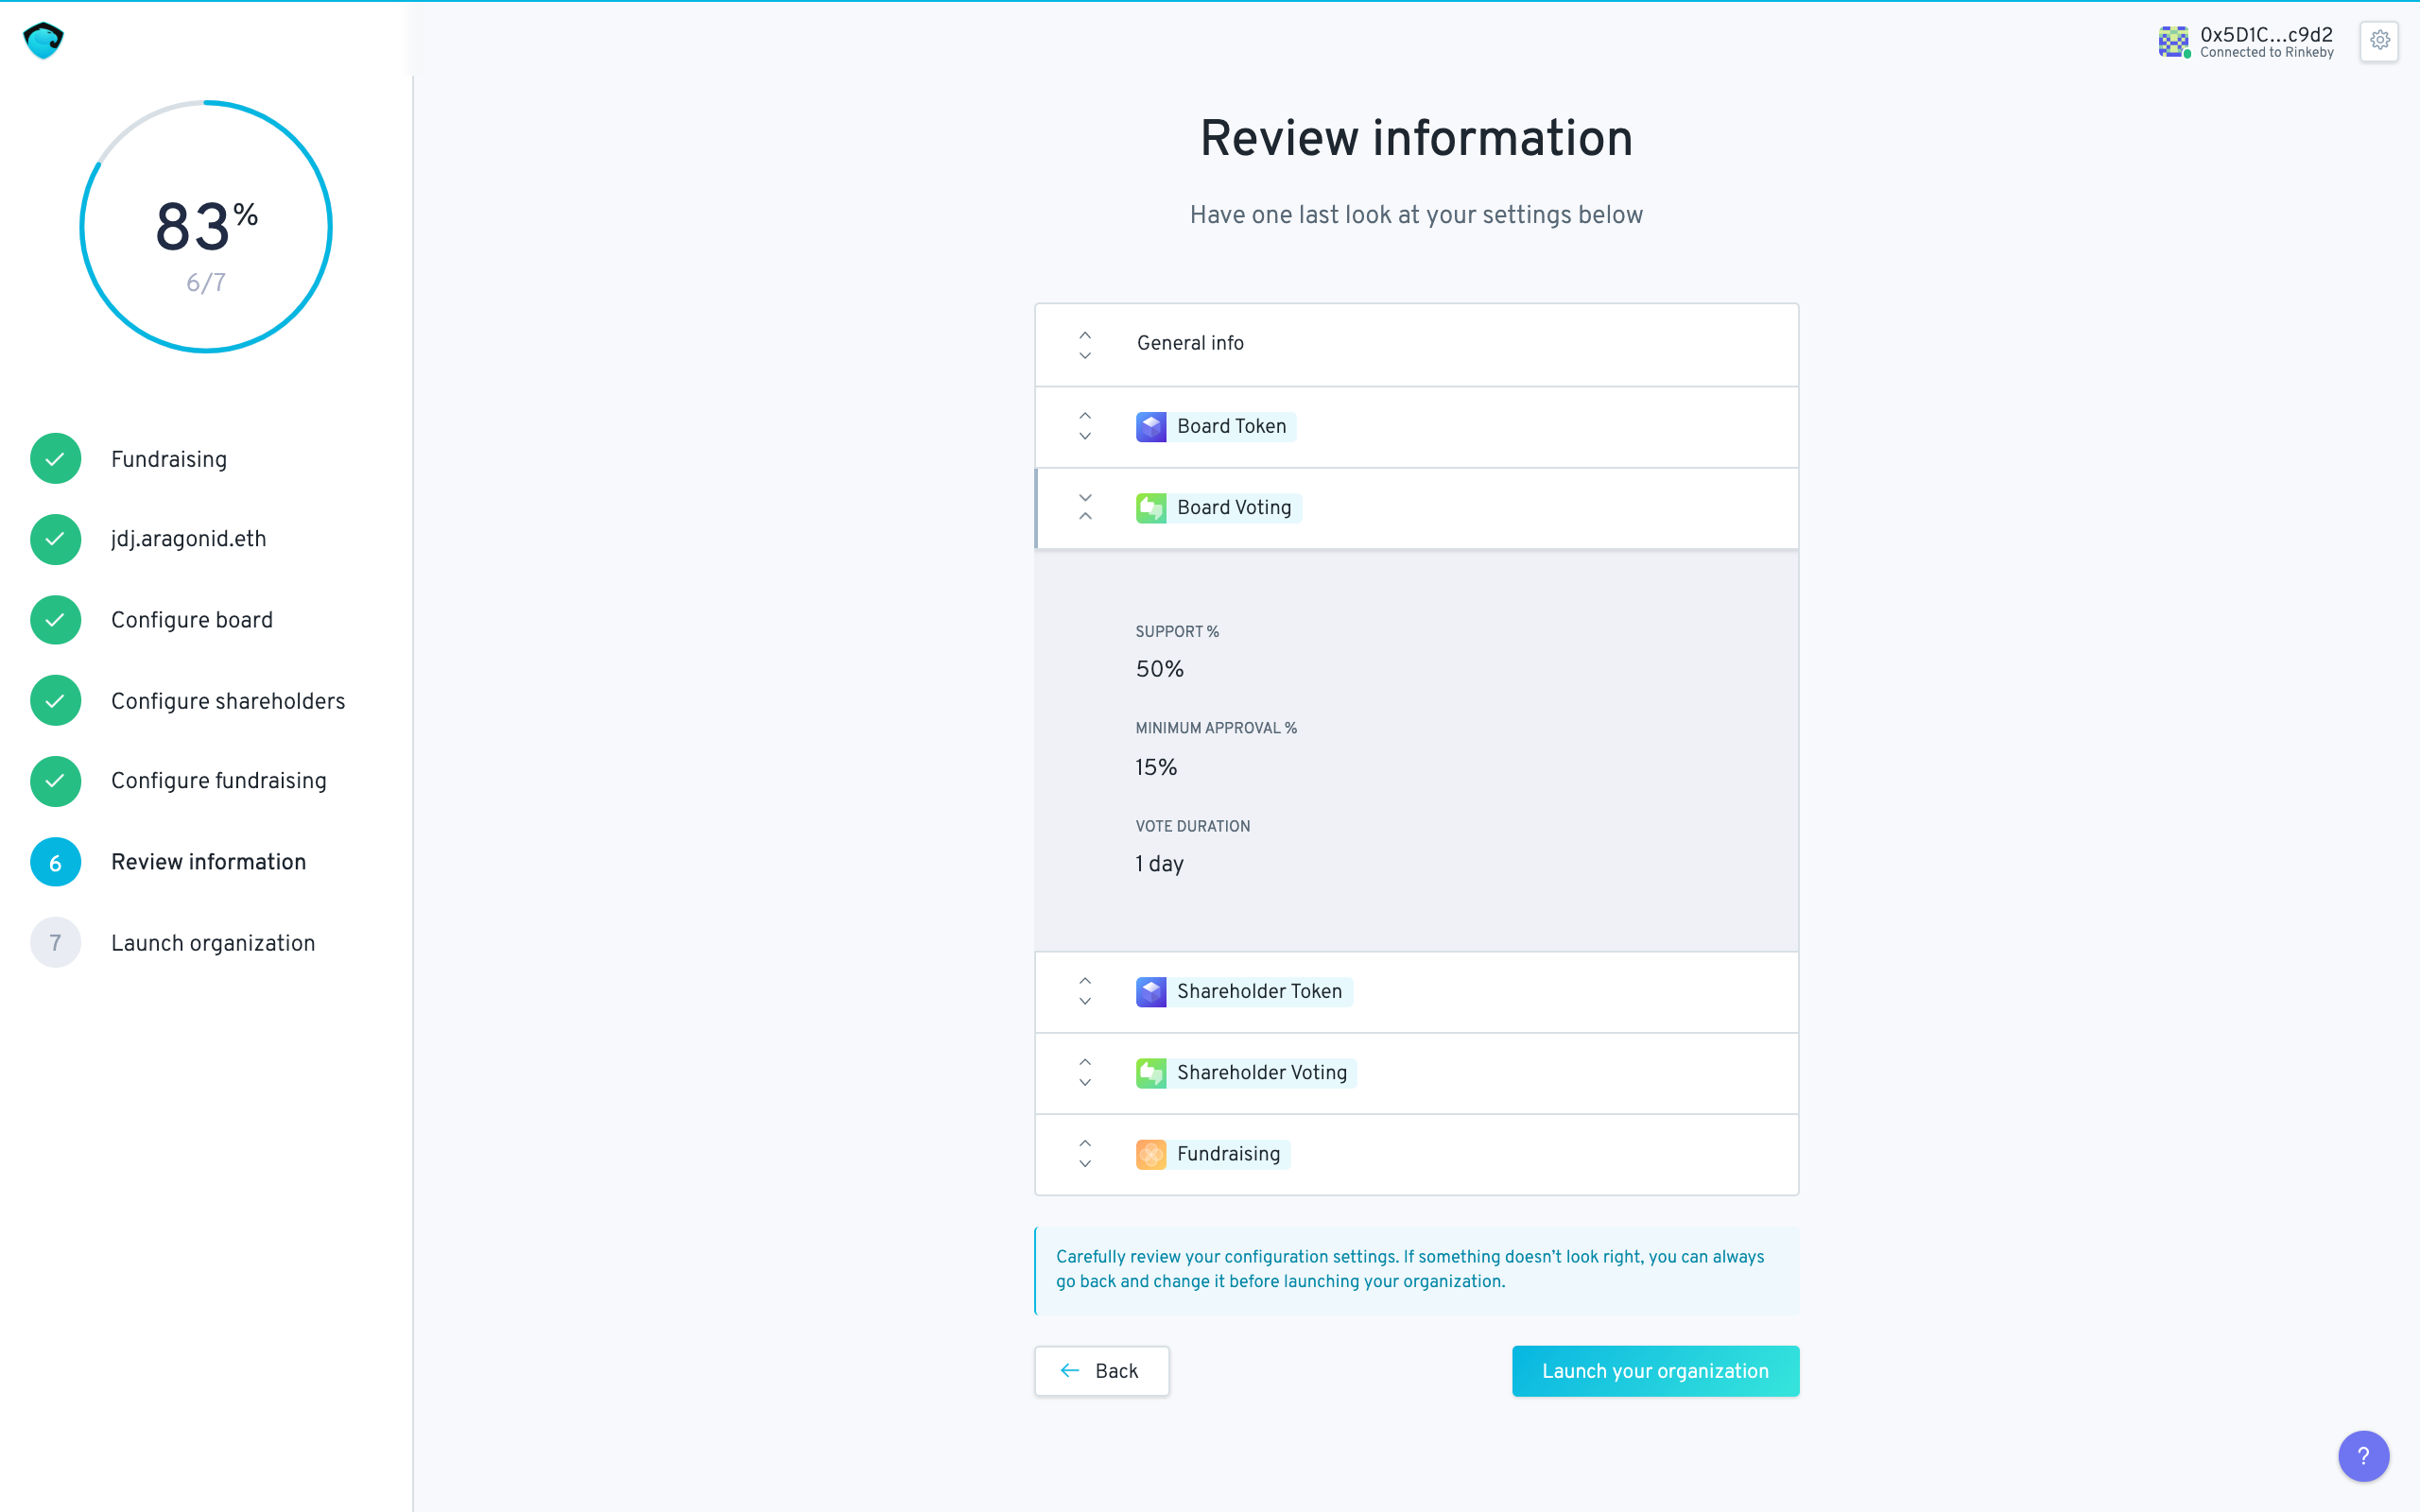 0x5D1C…c9d2
Connected to Rinkeby
83%
6/7
Fundraising
jdj.aragonid.eth
Configure board
Configure shareholders
Configure fundraising
6 Review information
7 Launch organization
Review information
Have one last look at your settings below
General info
Board Token
Board Voting
SUPPORT %
50%
MINIMUM APPROVAL %
15%
VOTE DURATION
1 day
Shareholder Token
Shareholder Voting
Fundraising
Carefully review your configuration settings. If something doesn’t look right, you can always
go back and change it before launching your organization.
Back
Launch your organization
?